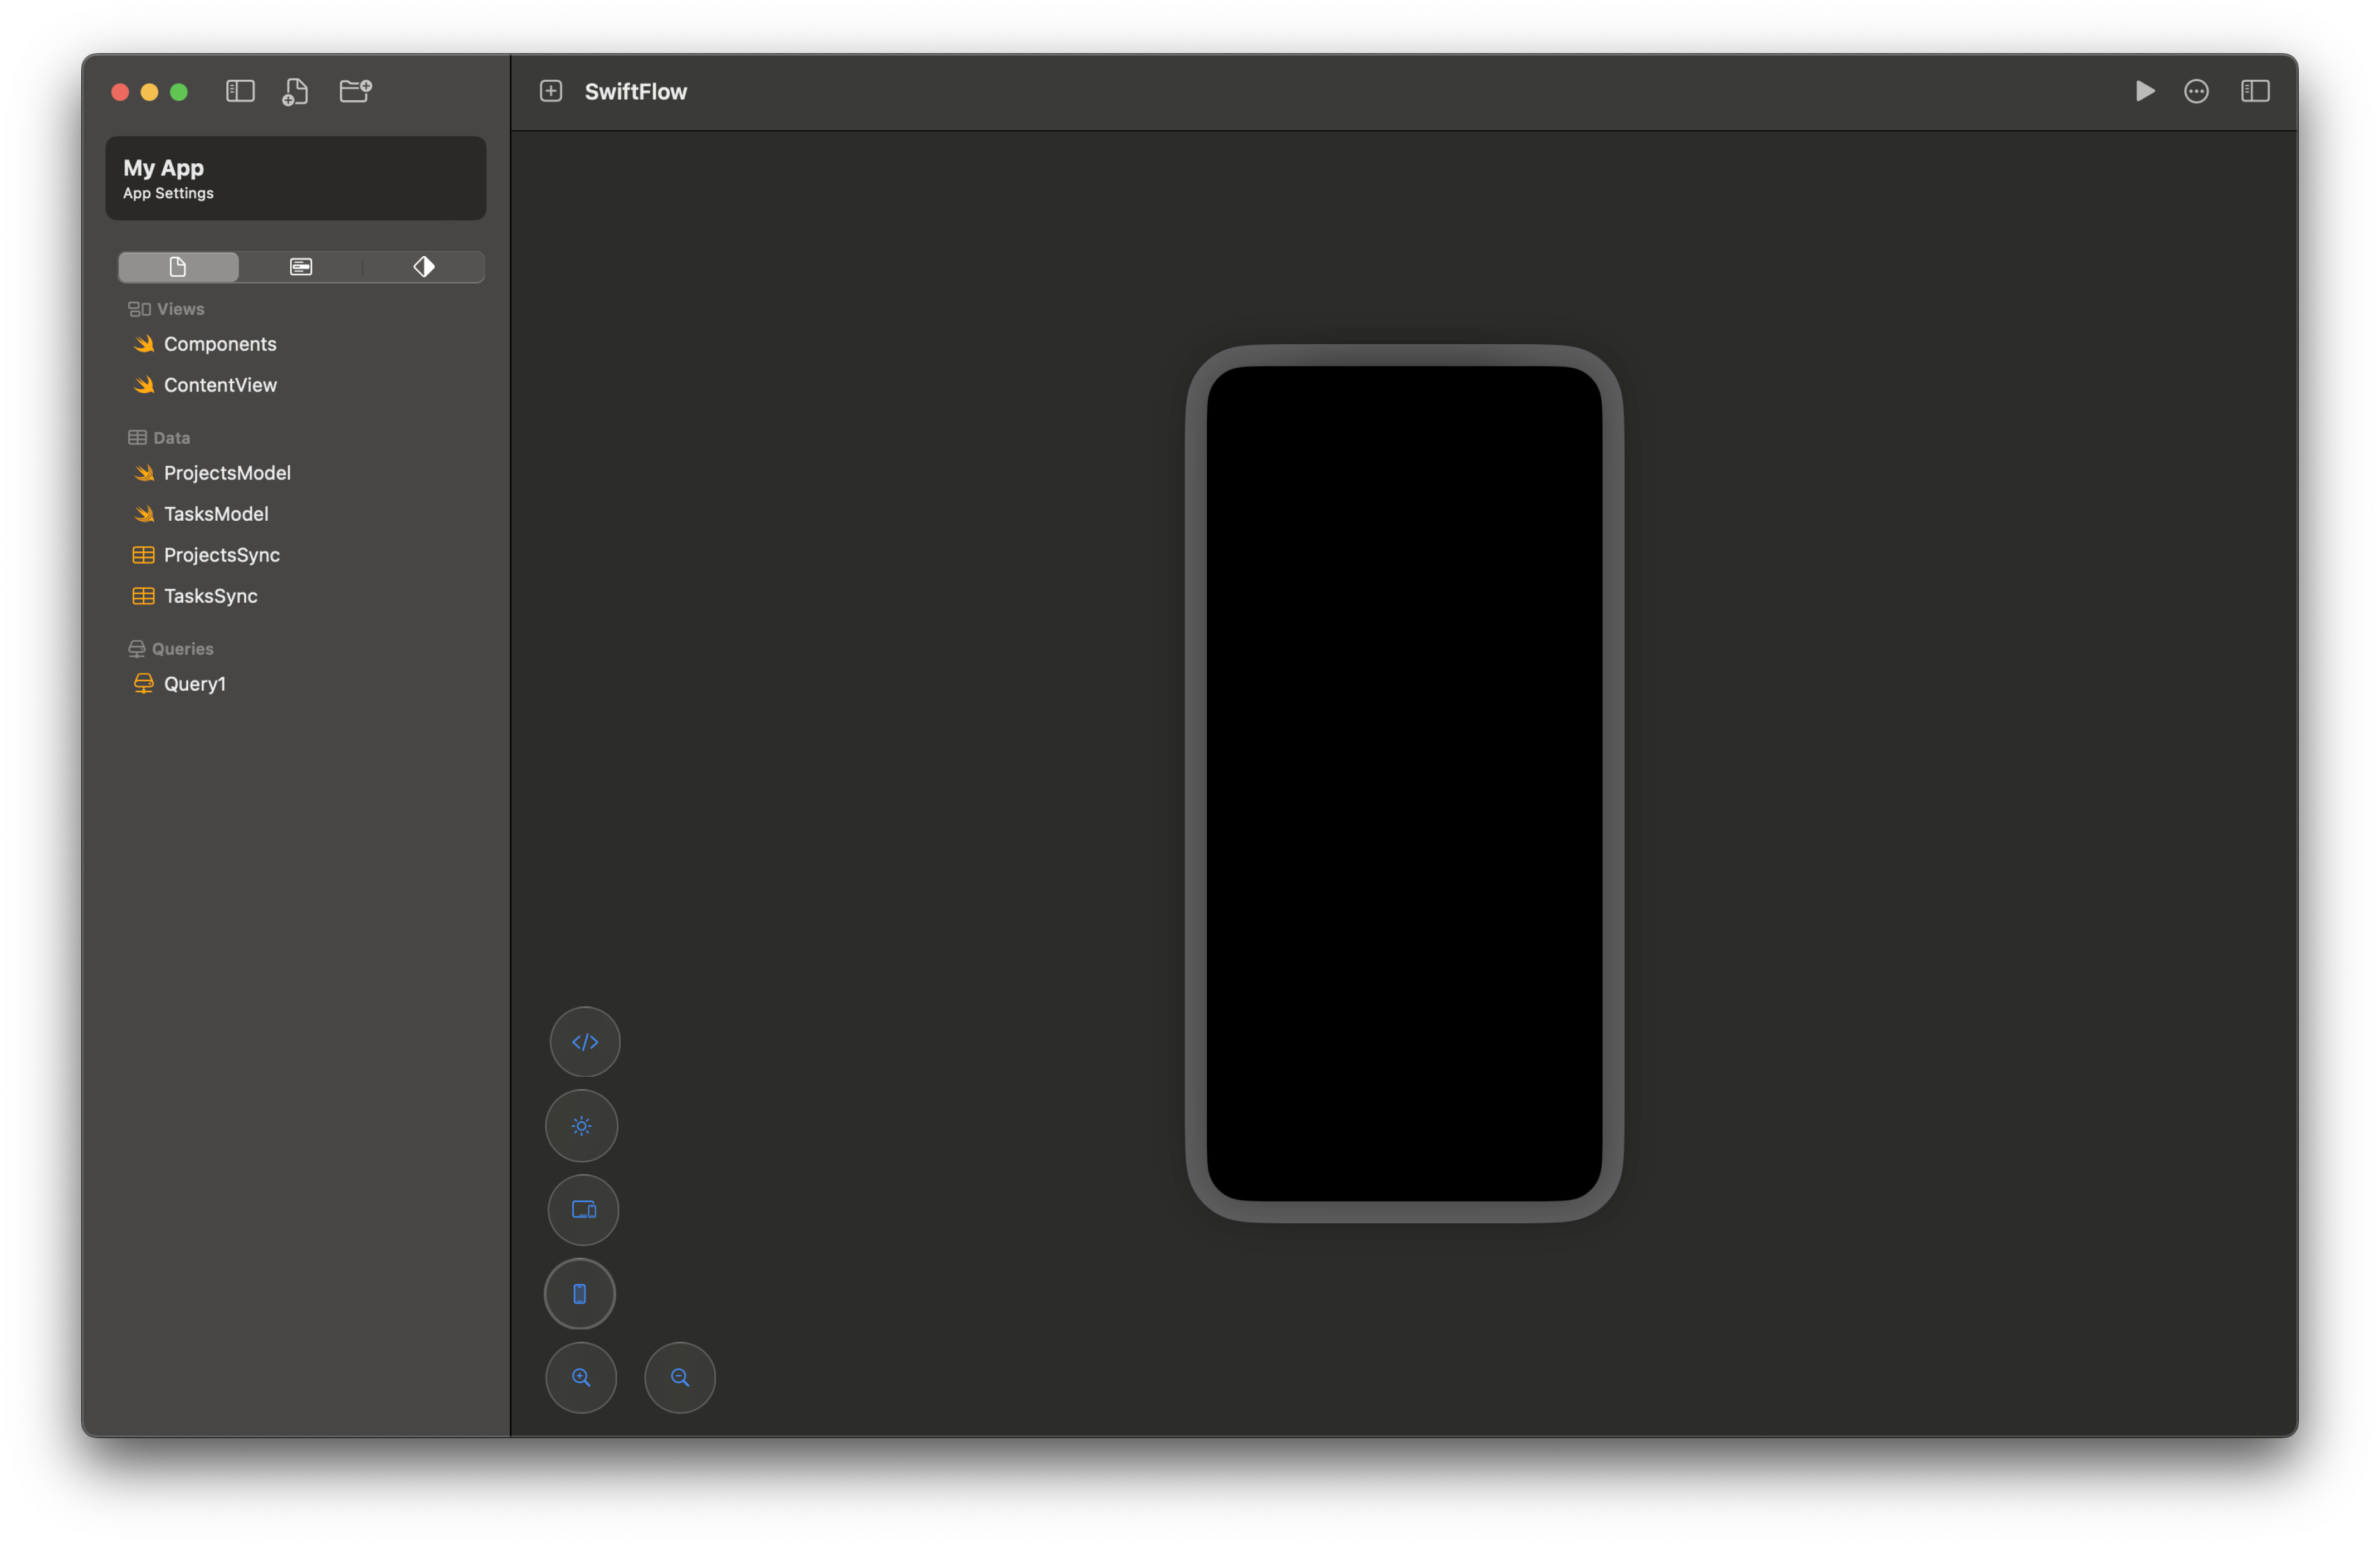 SwiftFlow
My App
App Settings
Views
Components
ContentView
Data
ProjectsModel
TasksModel
ProjectsSync
TasksSync
Queries
Query1